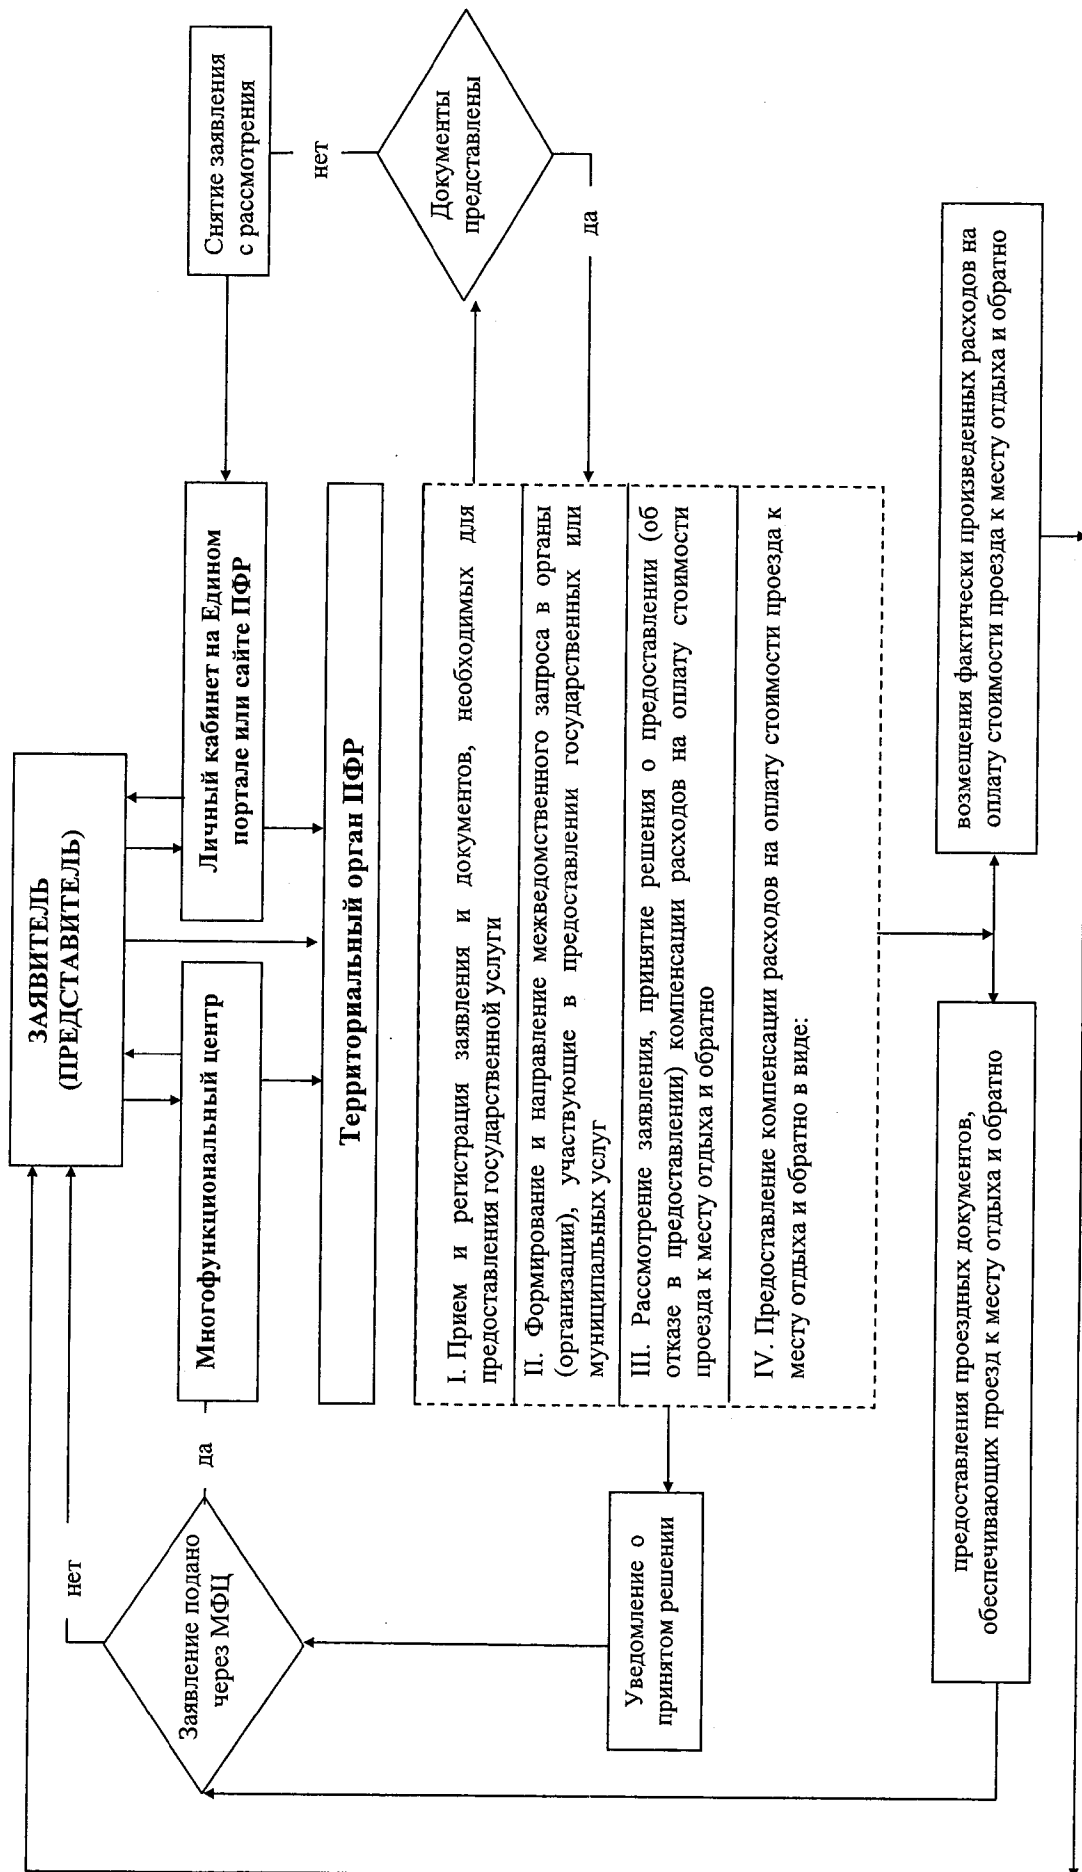 ЗАЯВИТЕЛЬ
(ПРЕДСТАВИТЕЛЬ)
нет
Заявление подано
через МФЦ
да
Многофункциональный центр
Личный кабинет на Едином
портале или сайте ПФР
Снятие заявления
с рассмотрения
нет
Территориальный орган ПФР
Документы
представлены
да
I. Прием и регистрация заявления и документов, необходимых для
предоставления государственной услуги
II. Формирование и направление межведомственного запроса в органы
(организации), участвующие в предоставлении государственных или
муниципальных услуг
III. Рассмотрение заявления, принятие решения о предоставлении (об
отказе в предоставлении) компенсации расходов на оплату стоимости
проезда к месту отдыха и обратно
IV. Предоставление компенсации расходов на оплату стоимости проезда к
месту отдыха и обратно в виде:
Уведомление о
принятом решении
предоставления проездных документов,
обеспечивающих проезд к месту отдыха и обратно
возмещения фактически произведенных расходов на
оплату стоимости проезда к месту отдыха и обратно